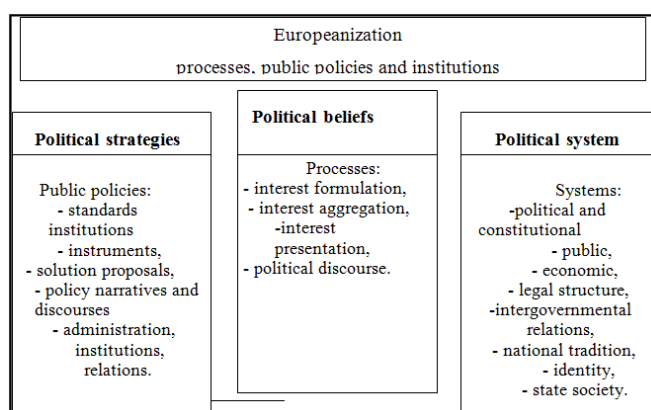 Europeanization
processes, public policies and institutions
Political strategies
Public policies:
- standards
institutions
- instruments,
- solution proposals,
- policy narratives and
discourses
- administration,
institutions,
relations.
Political beliefs
Processes:
- interest formulation,
- interest aggregation,
-interest
presentation,
- political discourse.
Political system
Systems:
-political and
constitutional
- public,
- economic,
- legal structure,
-intergovernmental
relations,
- national tradition,
- identity,
- state society.